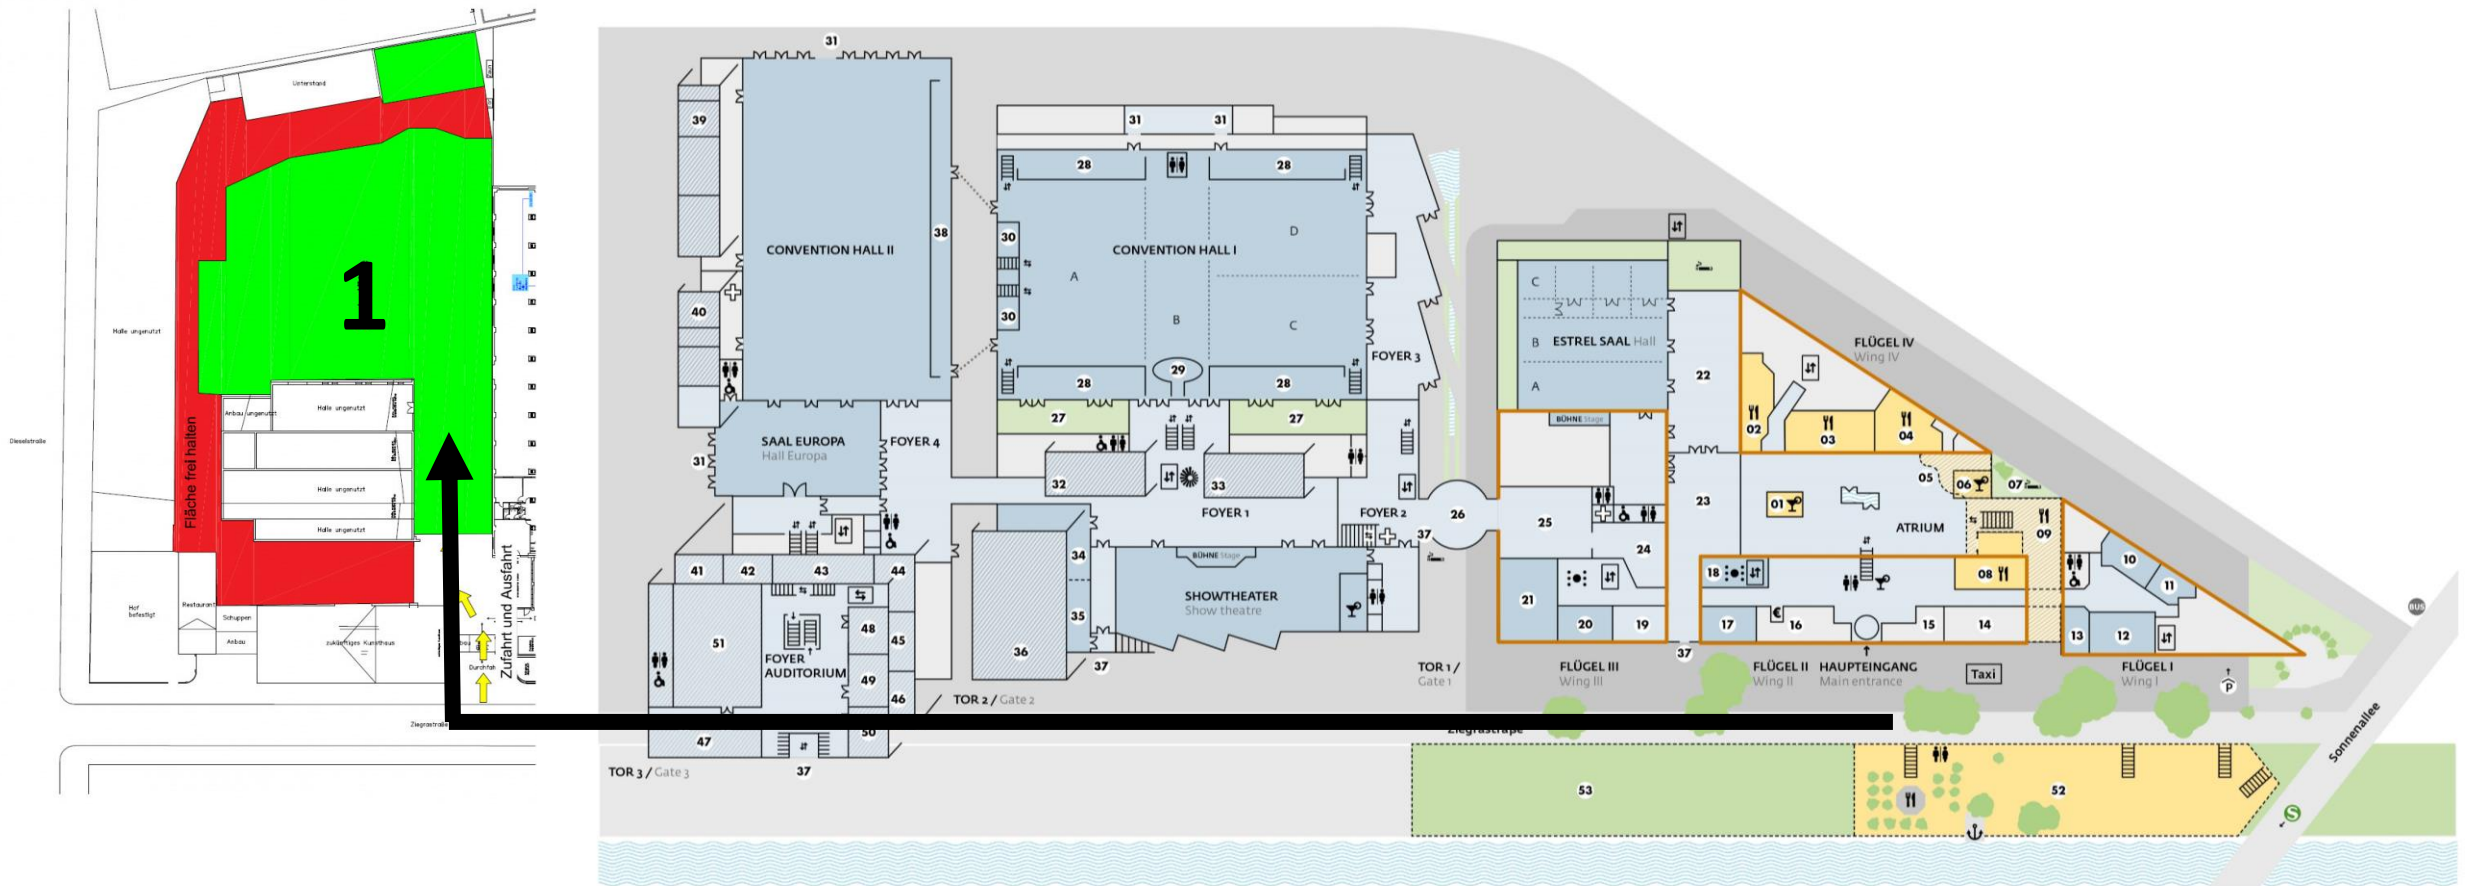 Unterstand
1
Halle ungenutzt
Anbau ungenutzt
Halle ungenutzt
Halle ungenutzt
Halle ungenutzt
Dieselstraße
Fläche frei halten
Zufahrt und Ausfahrt
Hof
befestigt
Restaurant
Schuppen
Anbau
zukünftiges Kunsthaus
Durchfah
Ziegrastraße
31
39
38
CONVENTION HALL II
40
31
31
28
28
30
CONVENTION HALL I
D
A
B
C
30
29
28
28
FOYER 3
27
27
SAAL EUROPA
Hall Europa
FOYER 4
31
32
33
FOYER 1
FOYER 2
37
26
34
35
36
BÜHNE Stage
SHOWTHEATER
Show theatre
41
42
43
44
51
48
45
FOYER
AUDITORIUM
49
46
47
50
37
37
TOR 3 / Gate 3
TOR 2 / Gate 2
TOR 1 /
Gate 1
C
B
ESTREL SAAL Hall
A
BÜHNE Stage
22
FLÜGEL IV
Wing IV
02
03
04
23
01
05
06
07
ATRIUM
09
25
24
18
08
10
11
21
20
19
17
€
16
15
14
13
12
37
FLÜGEL III
Wing III
FLÜGEL II
Wing II
HAUPTEINGANG
Main entrance
Taxi
FLÜGEL I
Wing I
P
BUS
Sonnenallee
Ziegrastraße
53
52
S